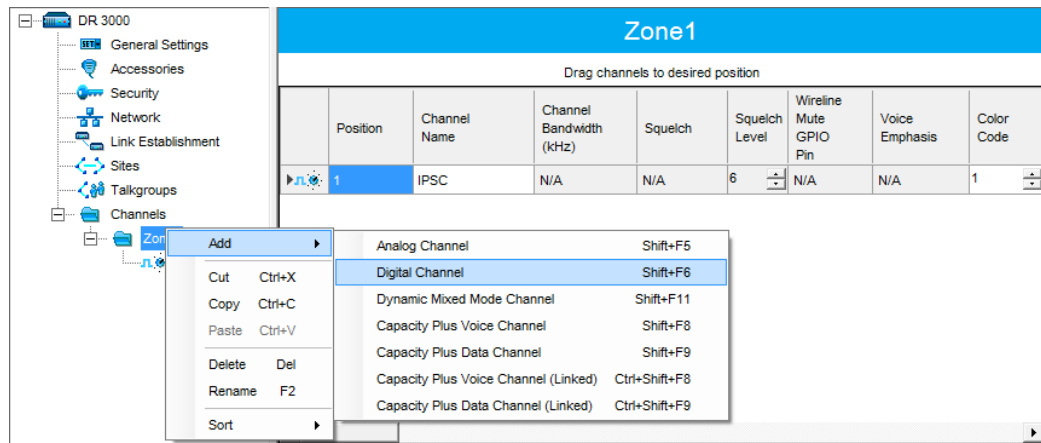 DR 3000
SET
General Settings
Accessories
Security
Network
Link Establishment
Sites
Talkgroups
Channels
Zon
Zone1
Drag channels to desired position
Position
Channel Name
Channel Bandwidth (kHz)
Squelch
Squelch Level
Wireline Mute GPIO Pin
Voice Emphasis
Color Code
1 IPSC N/A N/A 6 N/A N/A 1
Add
Cut Ctrl+X
Copy Ctrl+C
Paste Ctrl+V
Delete Del
Rename F2
Sort
Analog Channel Shift+F5
Digital Channel Shift+F6
Dynamic Mixed Mode Channel Shift+F11
Capacity Plus Voice Channel Shift+F8
Capacity Plus Data Channel Shift+F9
Capacity Plus Voice Channel (Linked) Ctrl+Shift+F8
Capacity Plus Data Channel (Linked) Ctrl+Shift+F9